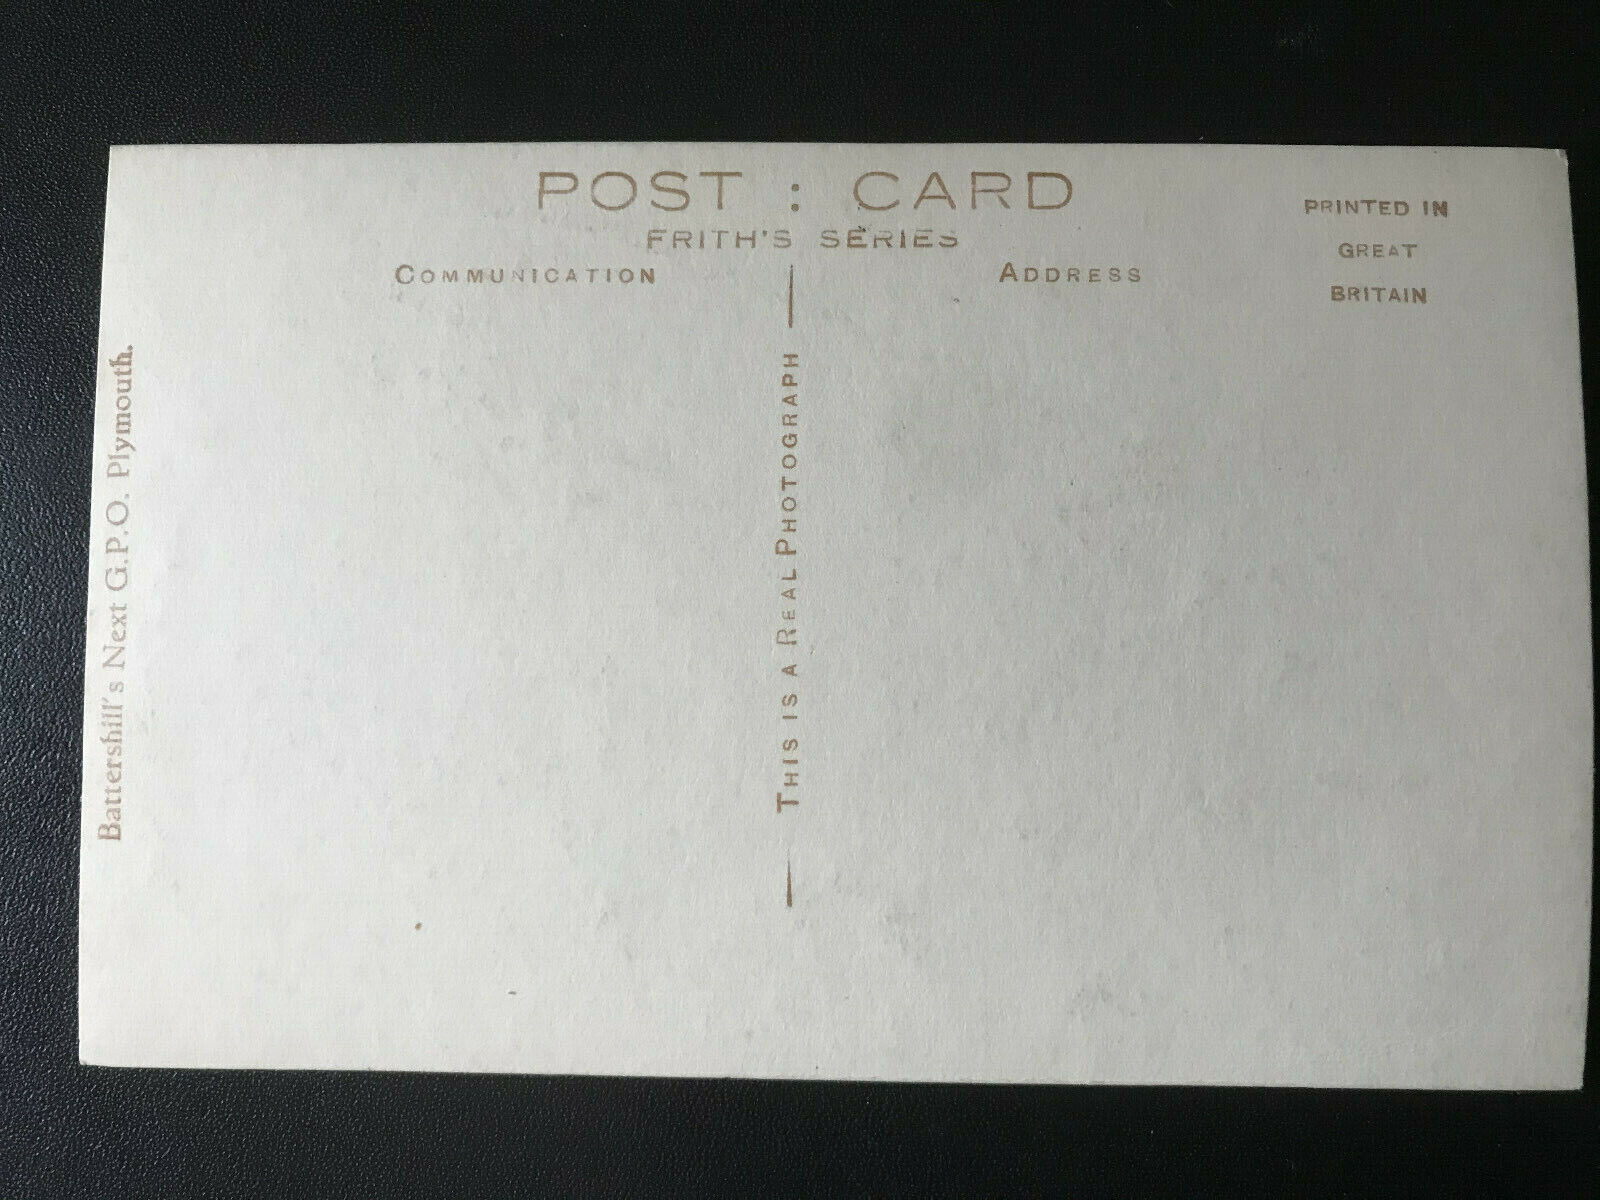 POST : CARD
FRITH'S SERIES
COMMUNICATION
ADDRESS
PRINTED IN
GREAT
BRITAIN
THIS IS A REAL PHOTOGRAPH
Battershill's Next G.P.O. Plymouth.